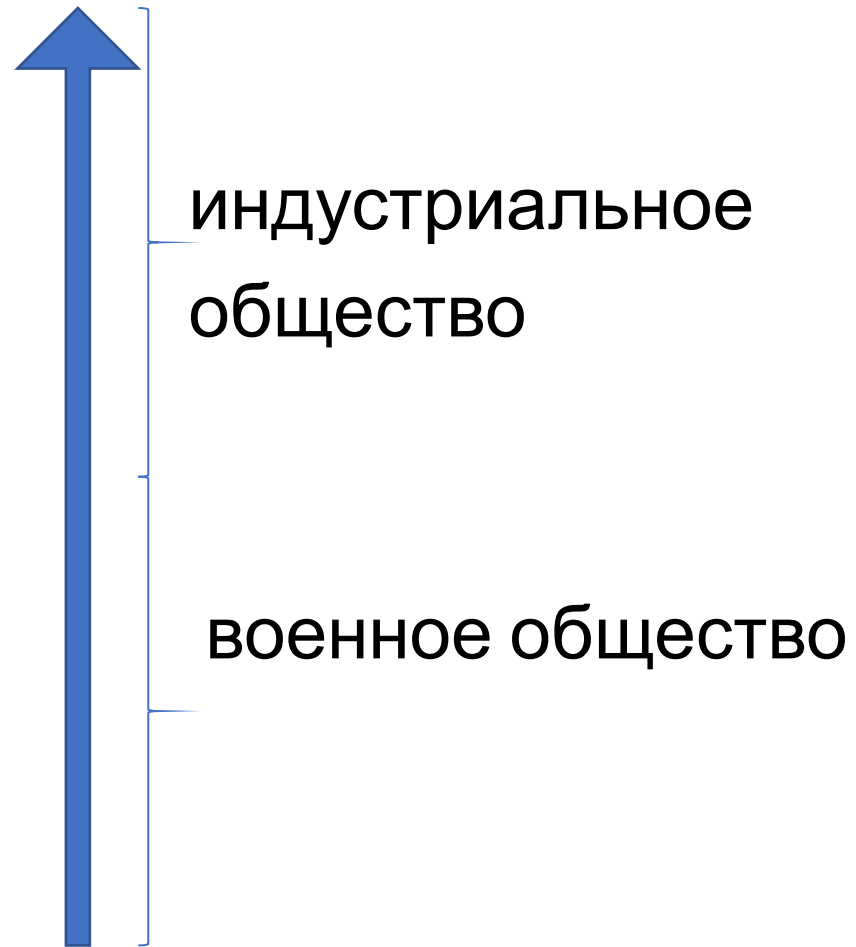 индустриальное
общество
военное общество